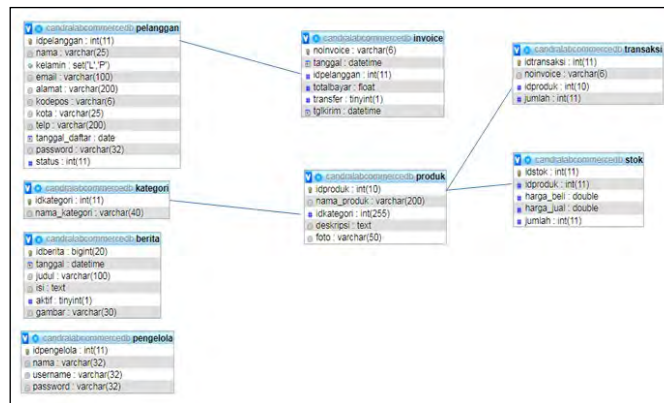 candralabcommercedb pelanggan
idpelanggan : int(11)
nama : varchar(25)
kelamin : set('L','P')
email : varchar(100)
alamat : varchar(200)
kodepos : varchar(6)
kota : varchar(25)
telp : varchar(200)
tanggal_daftar : date
password : varchar(32)
status : int(11)
candralabcommercedb kategori
idkategori : int(11)
nama_kategori : varchar(40)
candralabcommercedb berita
idberita : bigint(20)
tanggal : datetime
judul : varchar(100)
isi : text
aktif : tinyint(1)
gambar : varchar(30)
candralabcommercedb pengelola
idpengelola : int(11)
nama : varchar(32)
username : varchar(32)
password : varchar(32)
candralabcommercedb invoice
noinvoice : varchar(6)
tanggal : datetime
idpelanggan : int(11)
totalbayar : float
transfer : tinyint(1)
tglkirim : datetime
candralabcommercedb produk
idproduk : int(10)
nama_produk : varchar(200)
idkategori : int(255)
deskripsi : text
foto : varchar(50)
candralabcommercedb transaksi
idtransaksi : int(11)
noinvoice : varchar(6)
idproduk : int(10)
jumlah : int(11)
candralabcommercedb stok
idstok : int(11)
idproduk : int(11)
harga_beli : double
harga_jual : double
jumlah : int(11)